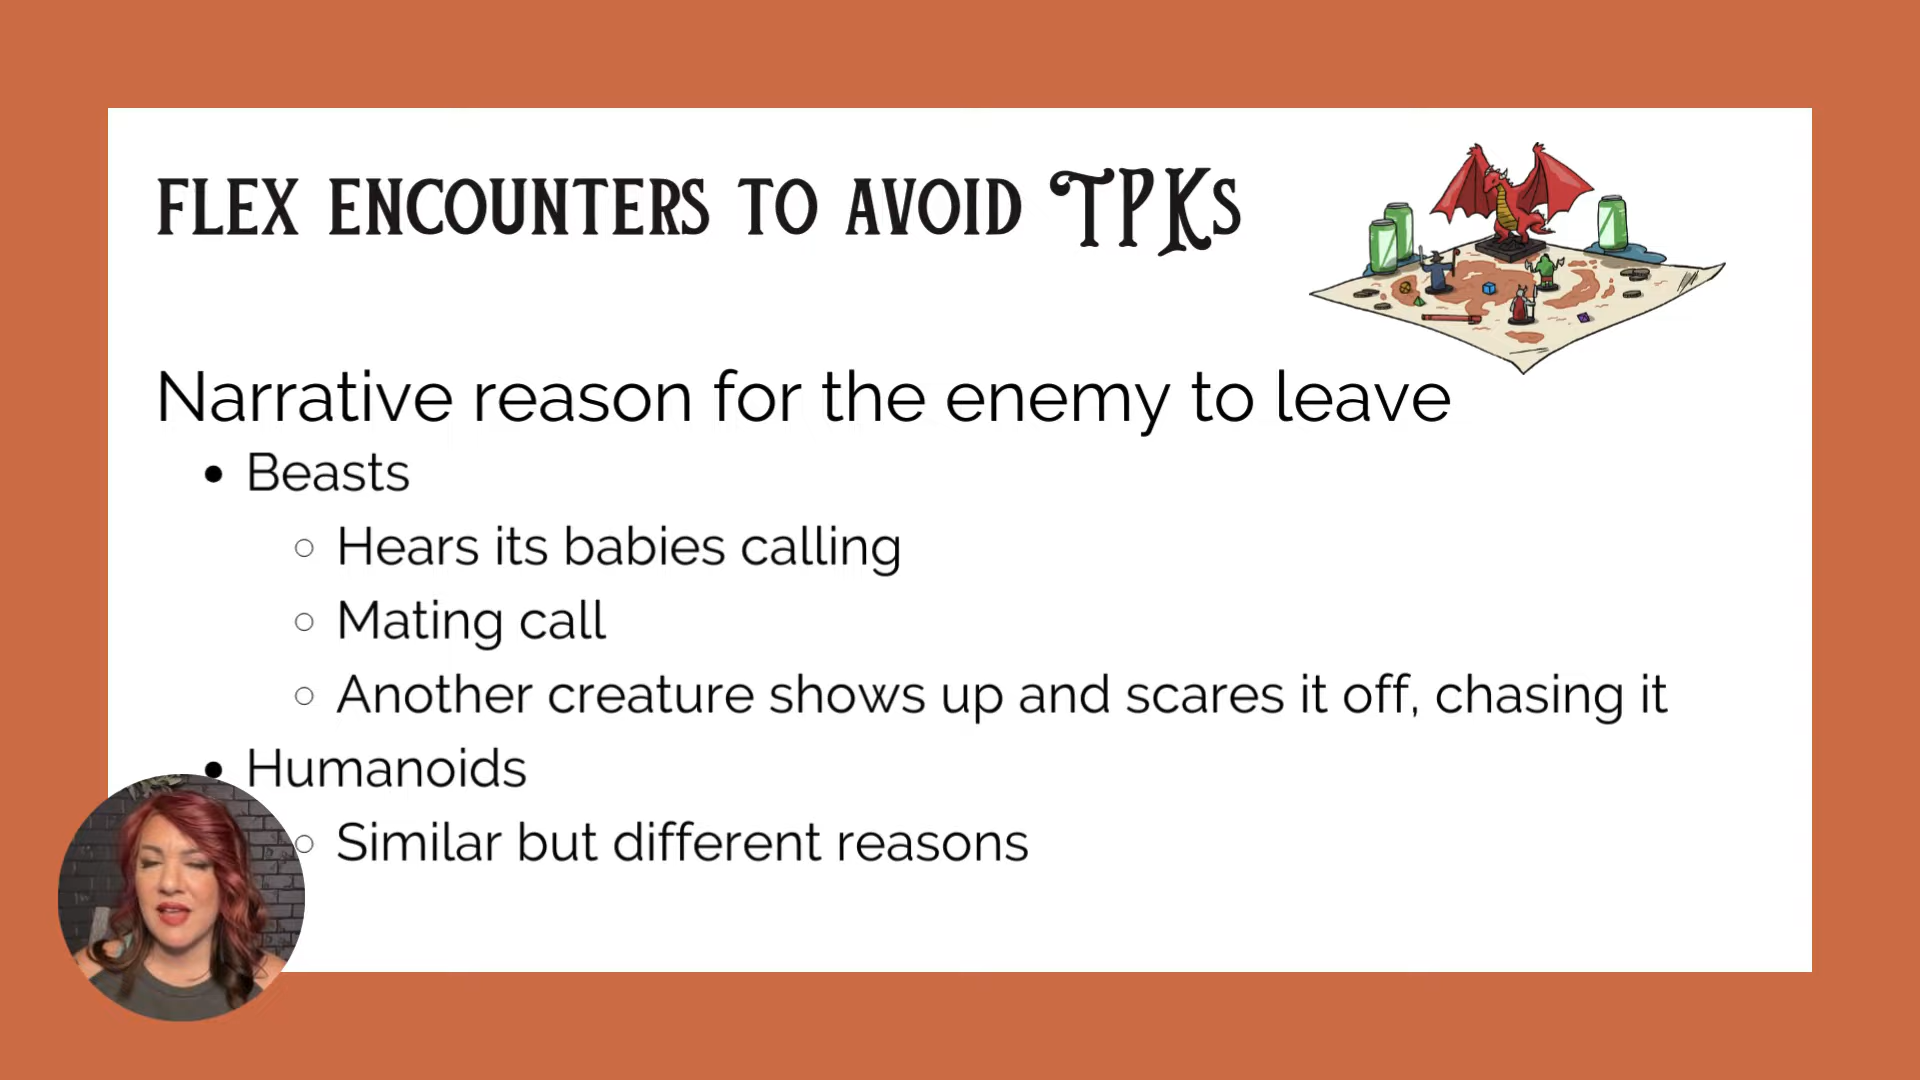 FLEX ENCOUNTERS TO AVOID TPKS
Narrative reason for the enemy to leave
• Beasts
○ Hears its babies calling
○ Mating call
○ Another creature shows up and scares it off, chasing it
• Humanoids
○ Similar but different reasons